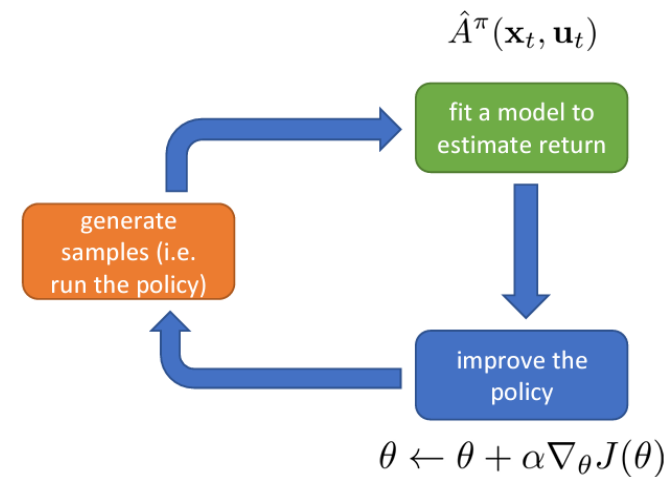 Â^π(x_t, u_t)
fit a model to
estimate return
generate
samples (i.e.
run the policy)
improve the
policy
θ ← θ + α∇_θ J(θ)